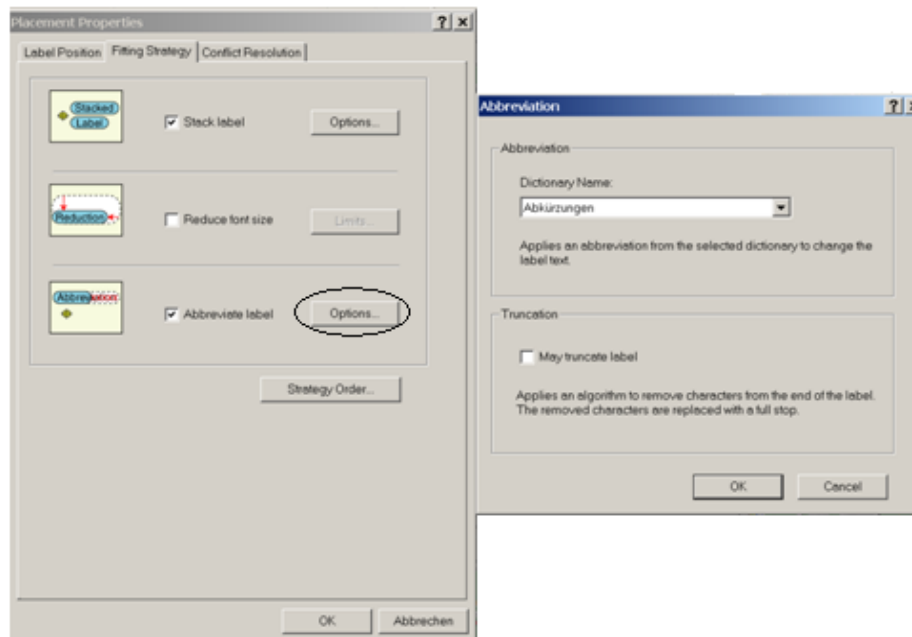 Placement Properties
Label Position
Fitting Strategy
Conflict Resolution
Stacked
Label
Stack label
Options...
Reduction
Reduce font size
Limits...
Abbreviation
Abbreviate label
Options...
Strategy Order...
OK
Abbrechen
Abbreviation
Abbreviation
Dictionary Name:
Abkürzungen
Applies an abbreviation from the selected dictionary to change the
label text.
Truncation
May truncate label
Applies an algorithm to remove characters from the end of the label.
The removed characters are replaced with a full stop.
OK
Cancel